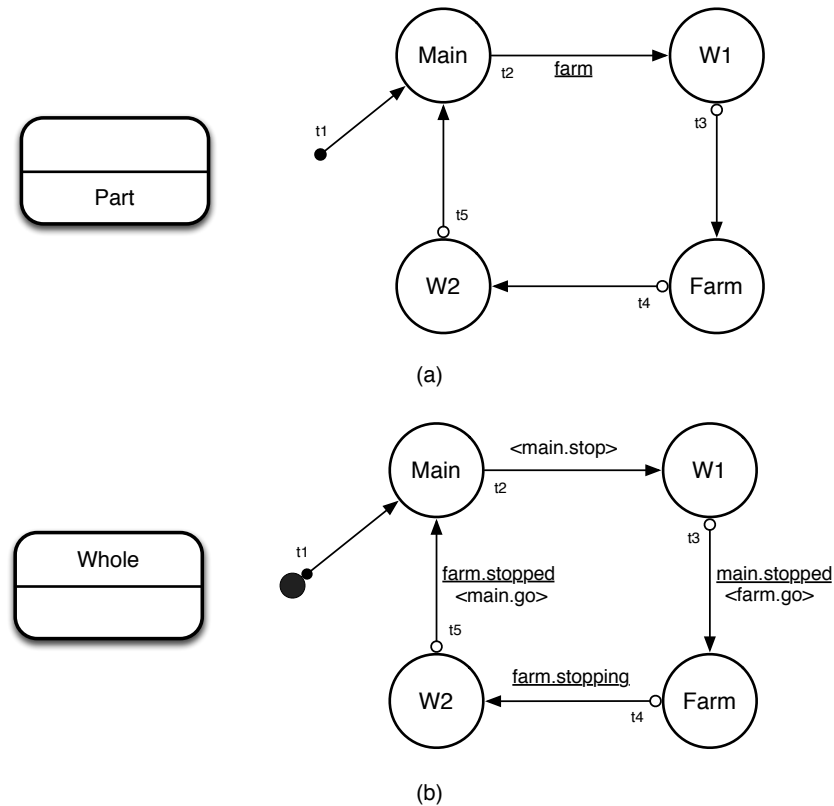 Main
W1
t2
farm
t1
t3
Part
t5
W2
Farm
t4
(a)
Main
<main.stop>
W1
t2
Whole
t1
t3
farm.stopped
<main.go>
main.stopped
<farm.go>
t5
W2
farm.stopping
Farm
t4
(b)